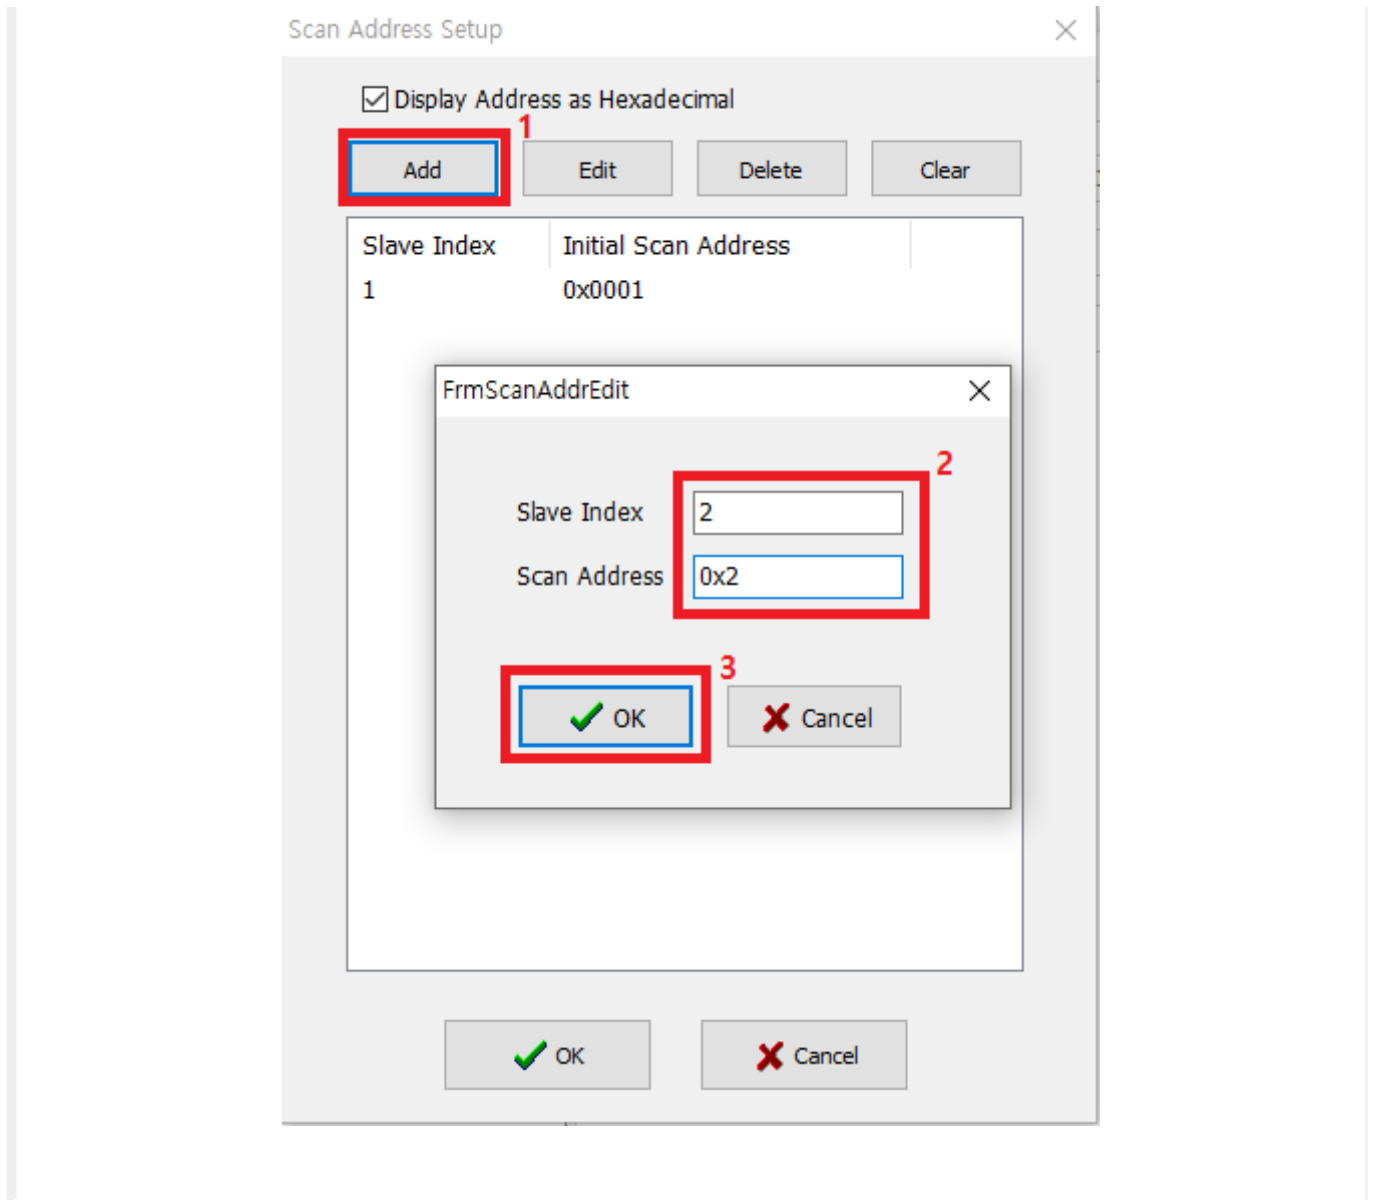 Scan Address Setup
Display Address as Hexadecimal
1
Add Edit Delete Clear
Slave Index Initial Scan Address
1 0x0001
FrmScanAddrEdit
2
Slave Index 2
Scan Address 0x2
3
OK Cancel
OK Cancel